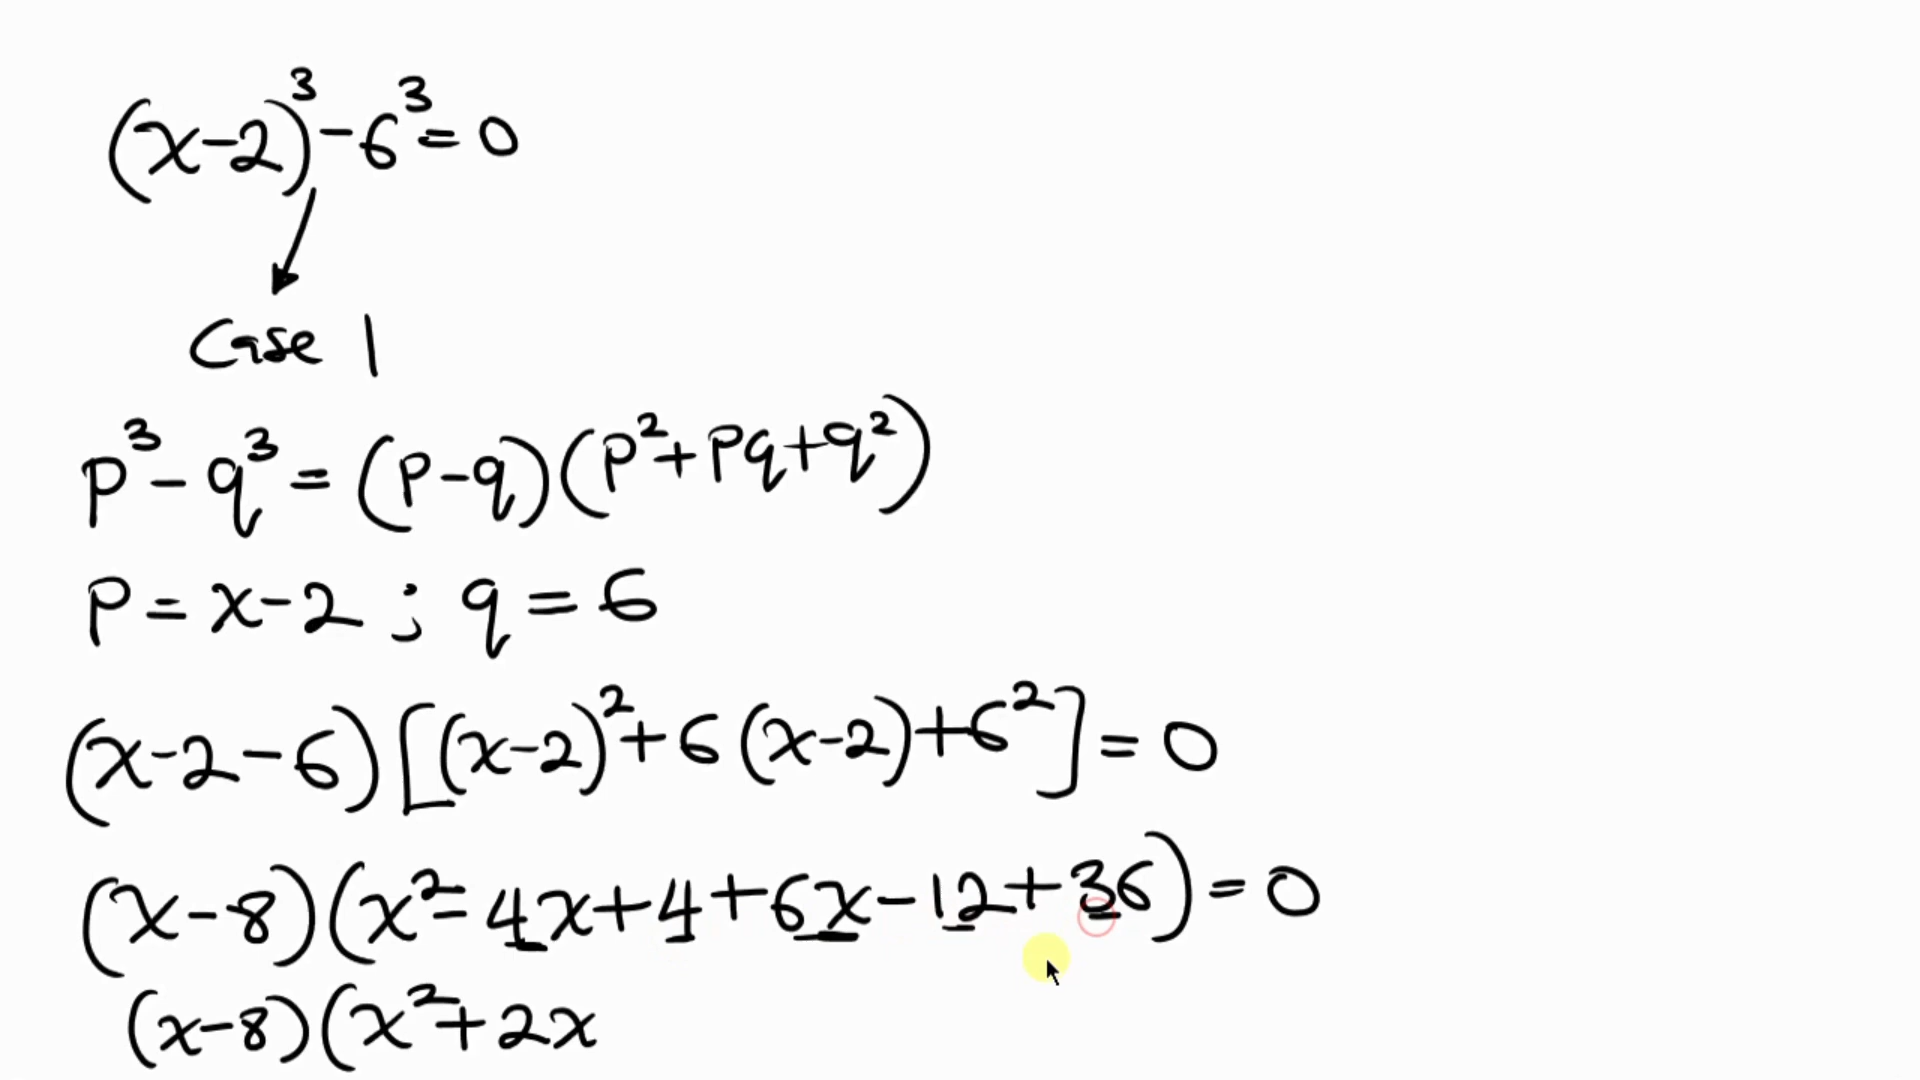 (x-2)³-6³=0
Case 1
p³-q³=(p-q)(p²+pq+q²)
p=x-2; q=6
(x-2-6)[(x-2)²+6(x-2)+6²]=0
(x-8)(x²-4x+4+6x-12+36)=0
(x-8)(x²+2x